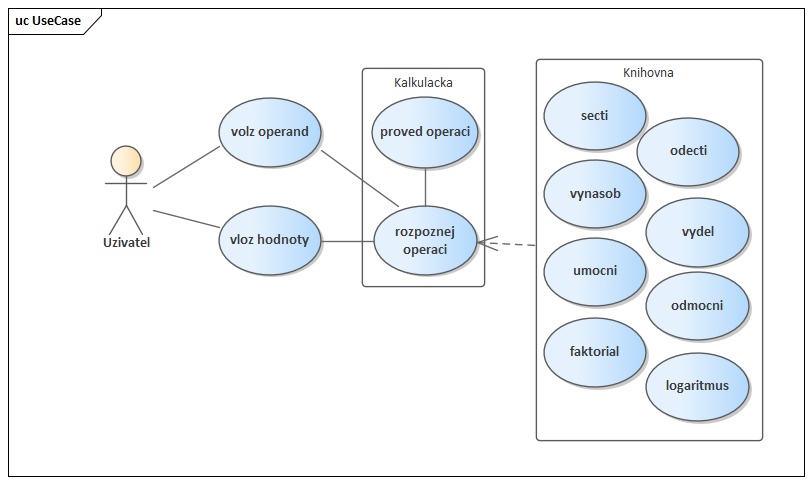 uc UseCase
Kalkulacka
Knihovna
volz operand
proved operaci
secti
odecti
vynasob
Uzivatel
vloz hodnoty
rozpoznej
operaci
vydel
umocni
odmocni
faktorial
logaritmus